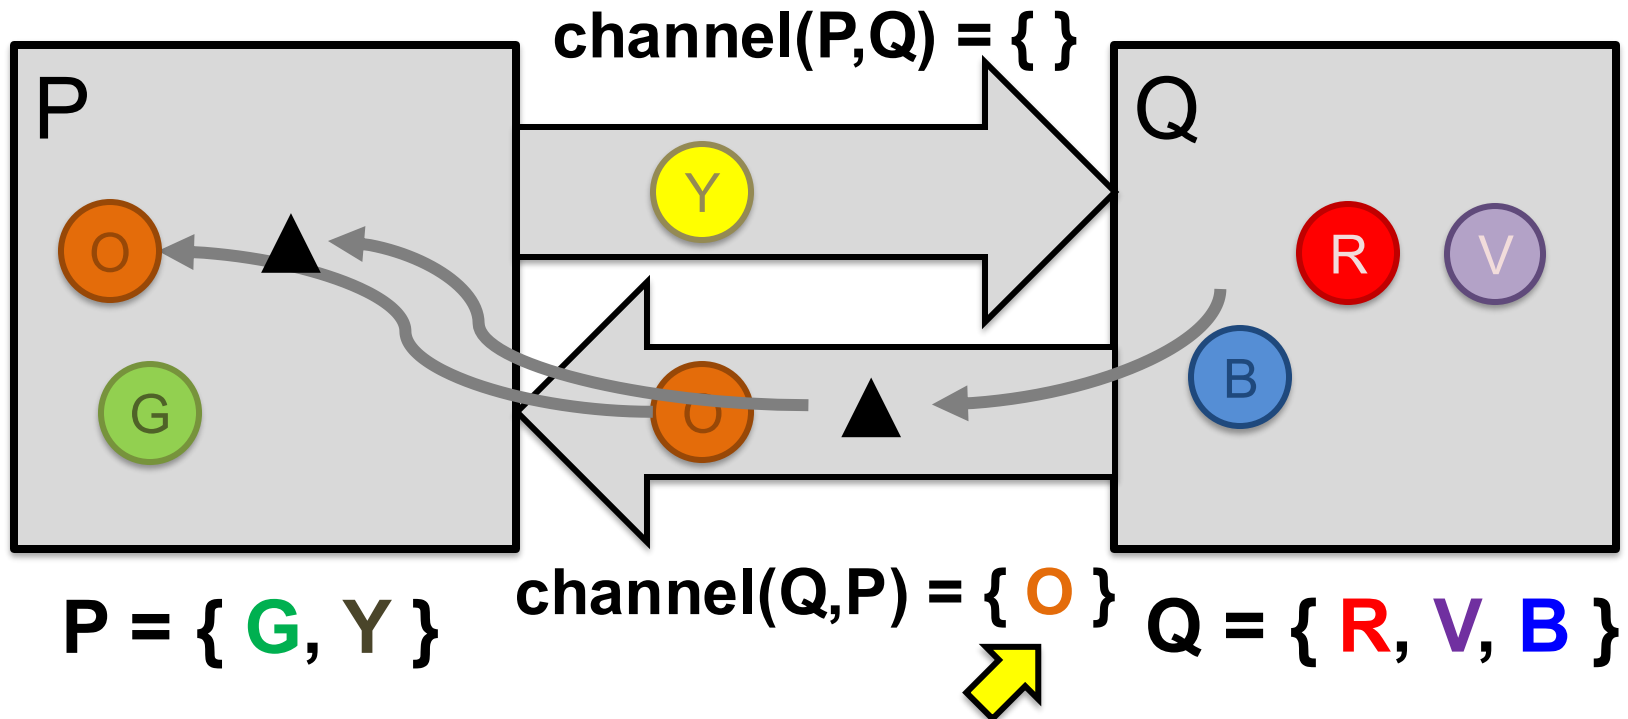 channel(P,Q) = { }
P
Q
Y
O
R
V
G
O
B
channel(Q,P) = { O }
P = { G, Y }
Q = { R, V, B }